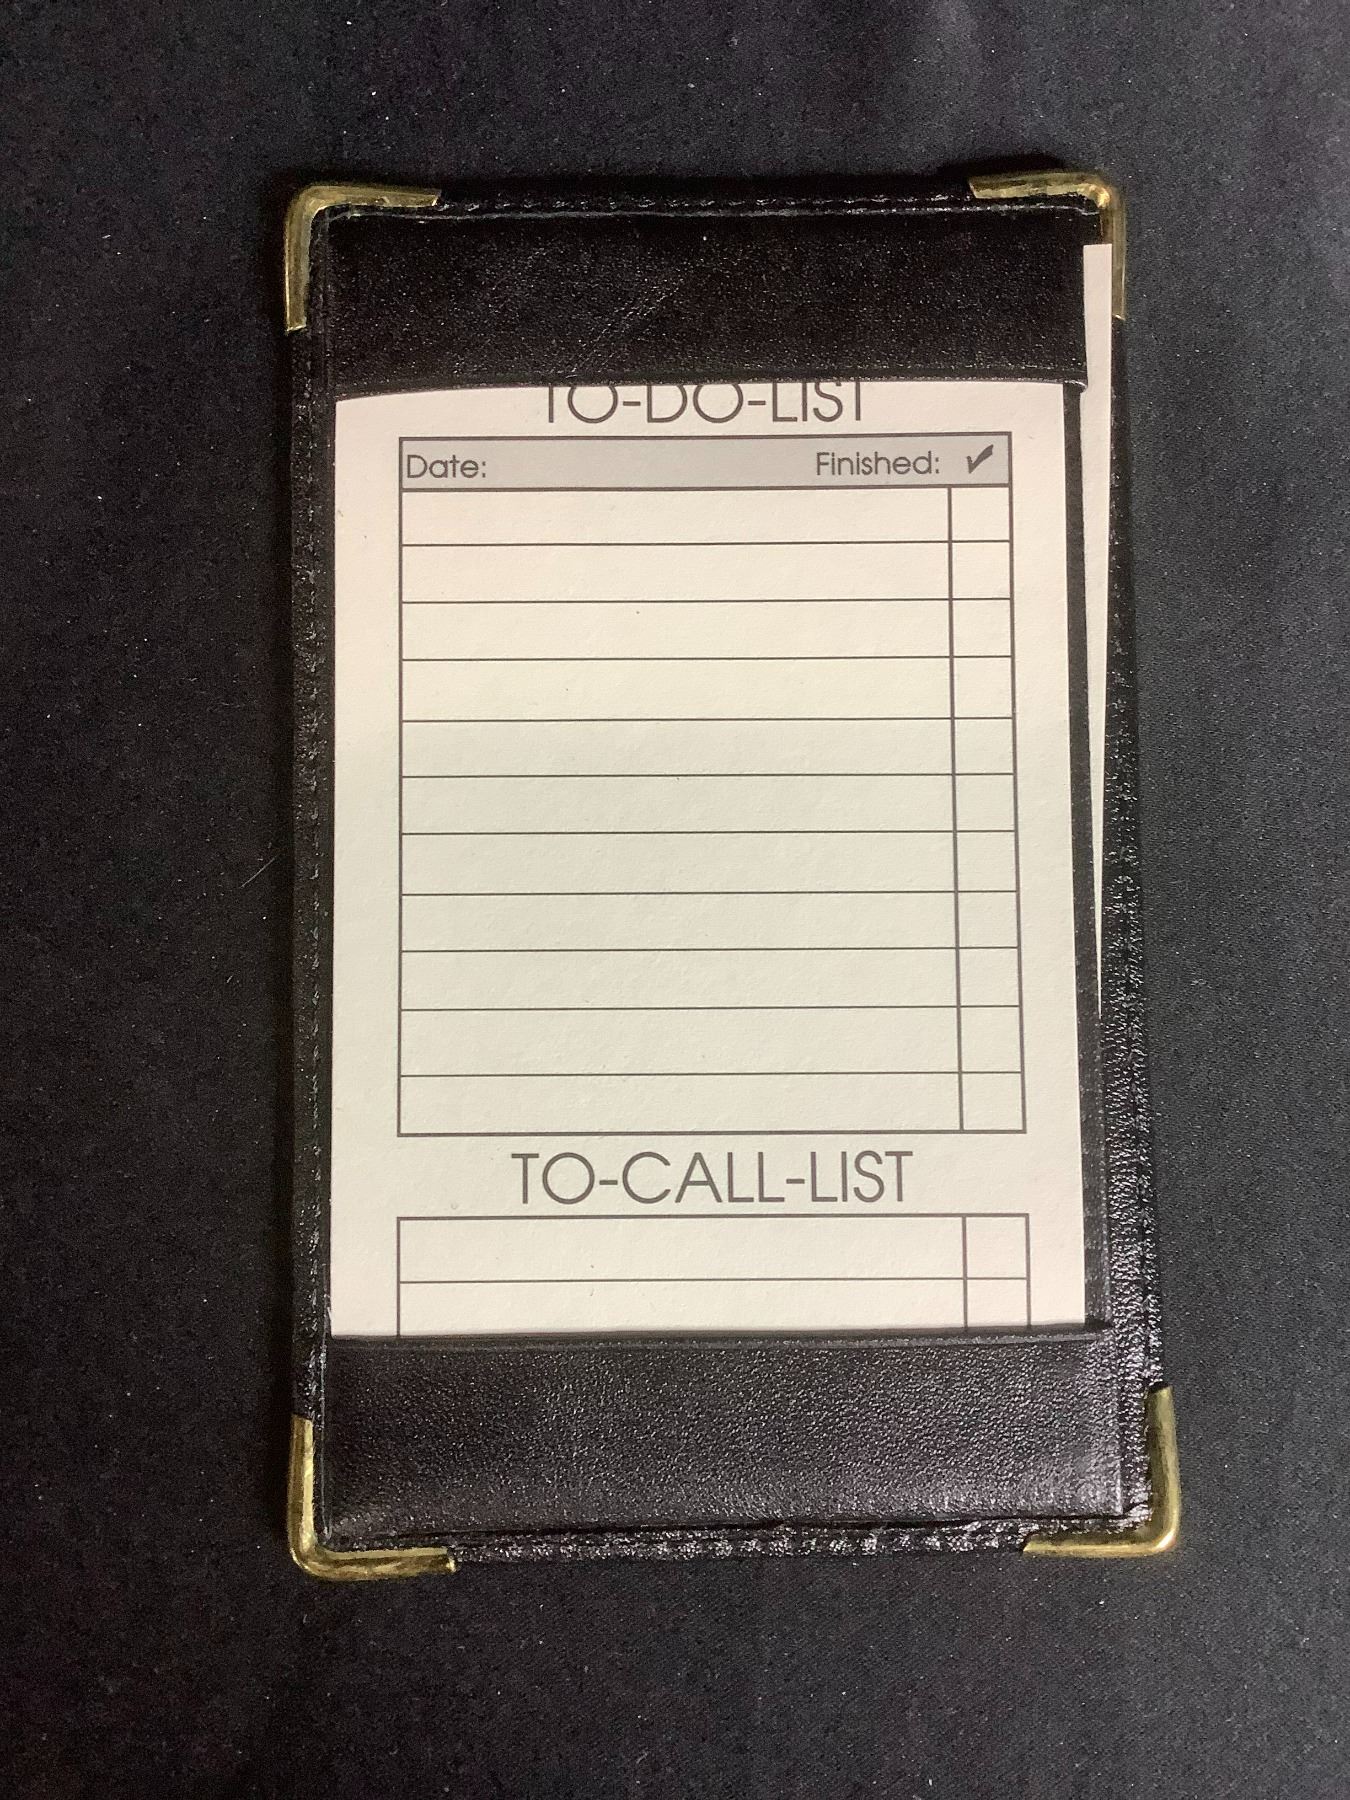 TO-DO-LIST
Date: Finished: ✓
TO-CALL-LIST